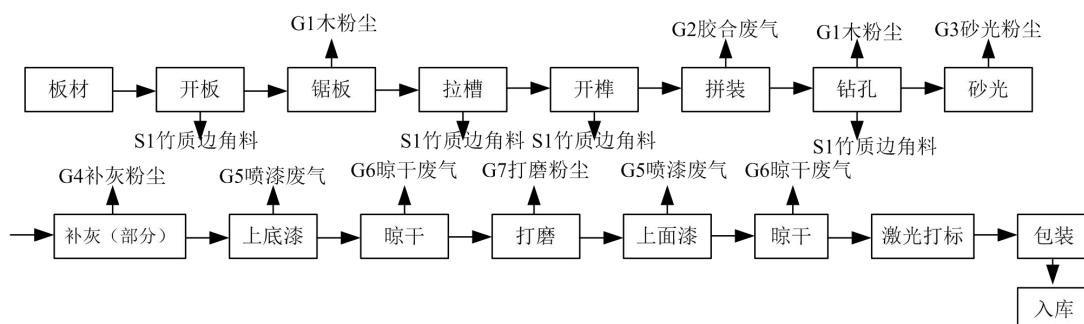 G1木粉尘
G2胶合废气
G1木粉尘
G3砂光粉尘
板材
开板
锯板
拉槽
开榫
拼装
钻孔
砂光
S1竹质边角料
S1竹质边角料
S1竹质边角料
S1竹质边角料
G4补灰粉尘
G5喷漆废气
G6晾干废气
G7打磨粉尘
G5喷漆废气
G6晾干废气
补灰（部分）
上底漆
晾干
打磨
上面漆
晾干
激光打标
包装
入库